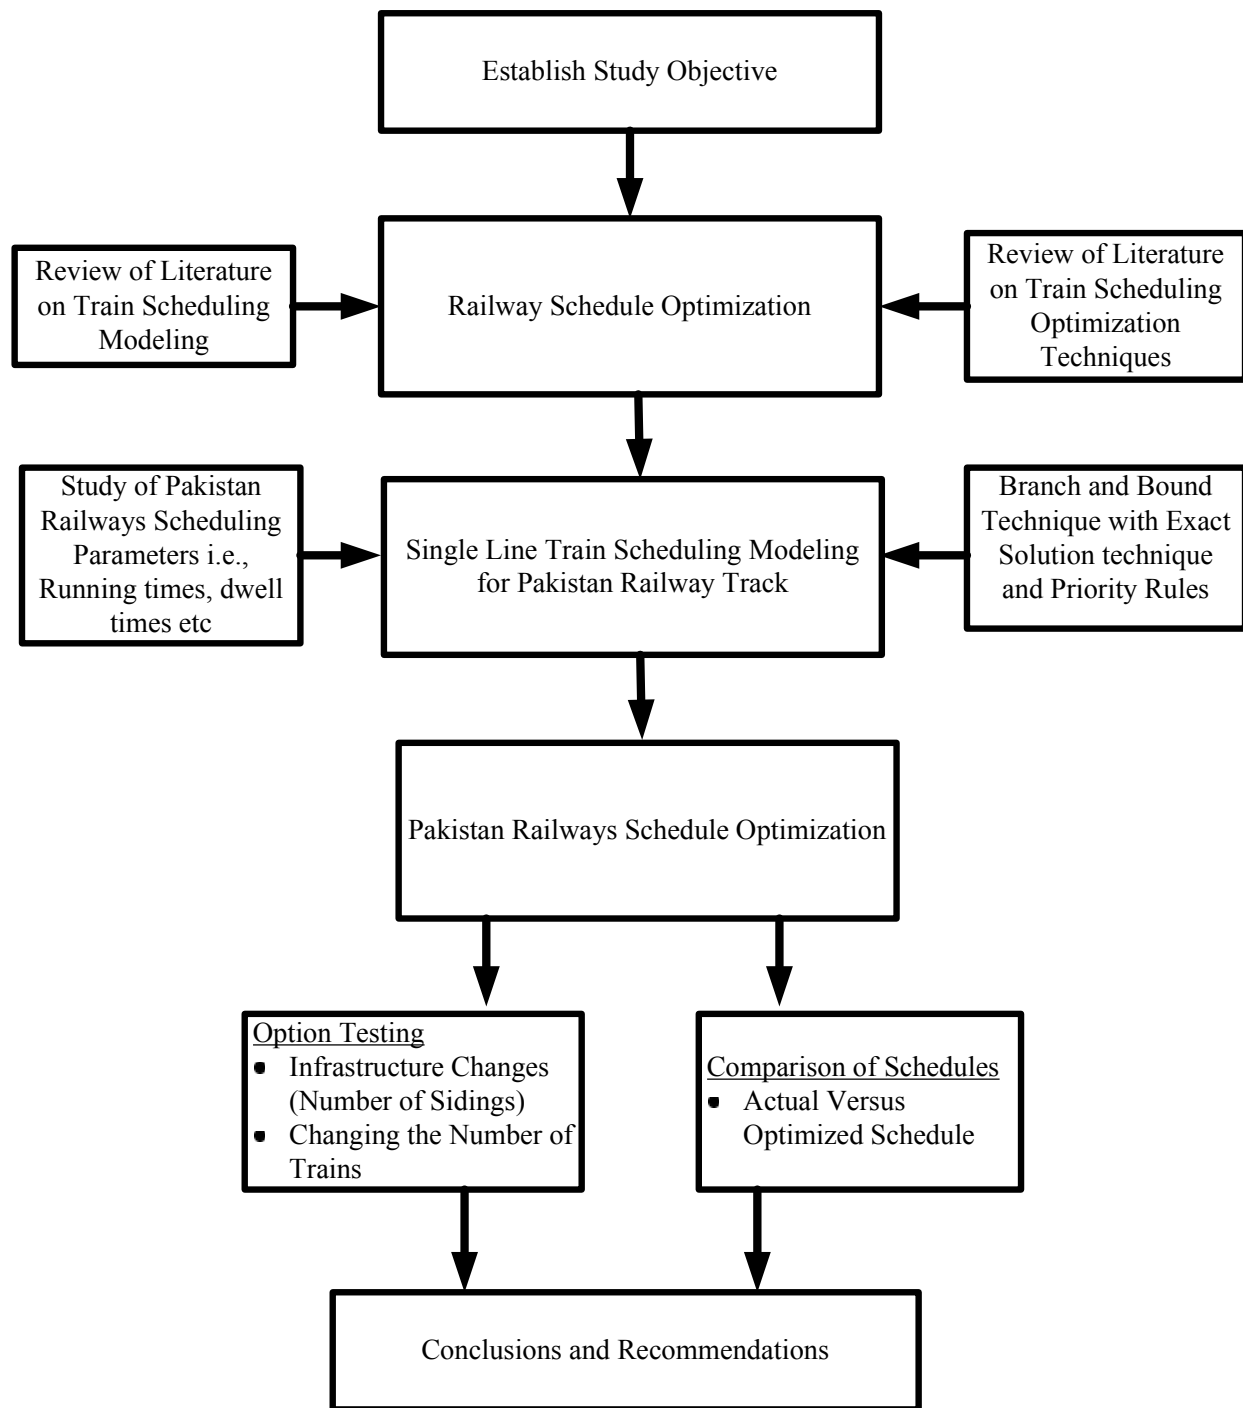 Establish Study Objective
Review of Literature
on Train Scheduling
Modeling
Railway Schedule Optimization
Review of Literature
on Train Scheduling
Optimization
Techniques
Study of Pakistan
Railways Scheduling
Parameters i.e.,
Running times, dwell
times etc
Single Line Train Scheduling Modeling
for Pakistan Railway Track
Branch and Bound
Technique with Exact
Solution technique
and Priority Rules
Pakistan Railways Schedule Optimization
Option Testing
• Infrastructure Changes
(Number of Sidings)
• Changing the Number of
Trains
Comparison of Schedules
• Actual Versus
Optimized Schedule
Conclusions and Recommendations